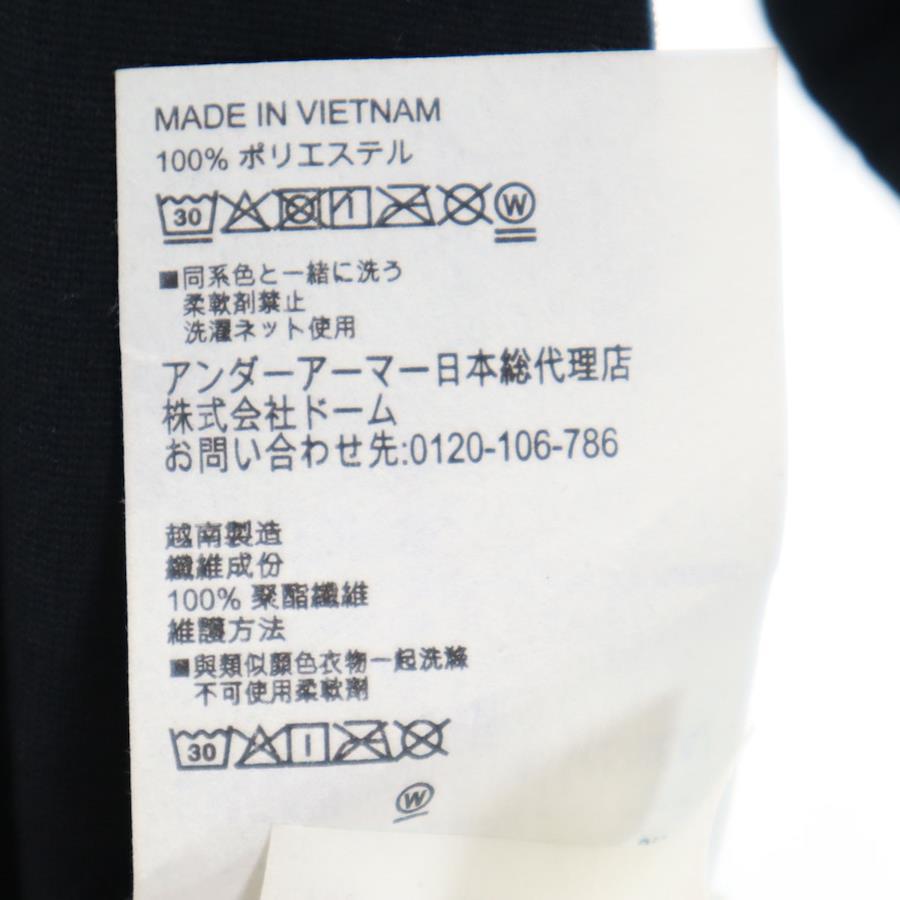 MADE IN VIETNAM
100% ポリエステル
30 W
■同系色と一緒に洗う
柔軟剤禁止
洗濯ネット使用
アンダーアーマー日本総代理店
株式会社ドーム
お問い合わせ先:0120-106-786
越南製造
纖維成份
100% 聚酯纖維
維護方法
■與類似顏色衣物一起洗滌
不可使用柔軟劑
30
W